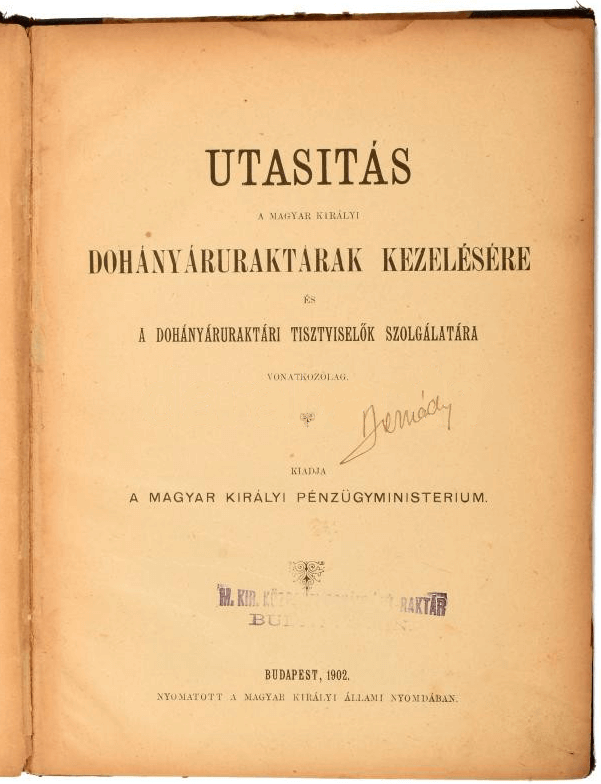 UTASITÁS
A MAGYAR KIRÁLYI
DOHÁNYÁRURAKTÁRAK KEZELÉSÉRE
ÉS
A DOHÁNYÁRURAKTÁRI TISZTVISELŐK SZOLGÁLATÁRA
VONATKOZÓLAG.
KIADJA
A MAGYAR KIRÁLYI PÉNZÜGYMINISTERIUM.
M. KIR.
BUDAPEST, 1902.
NYOMATOTT A MAGYAR KIRÁLYI ÁLLAMI NYOMDÁBAN.